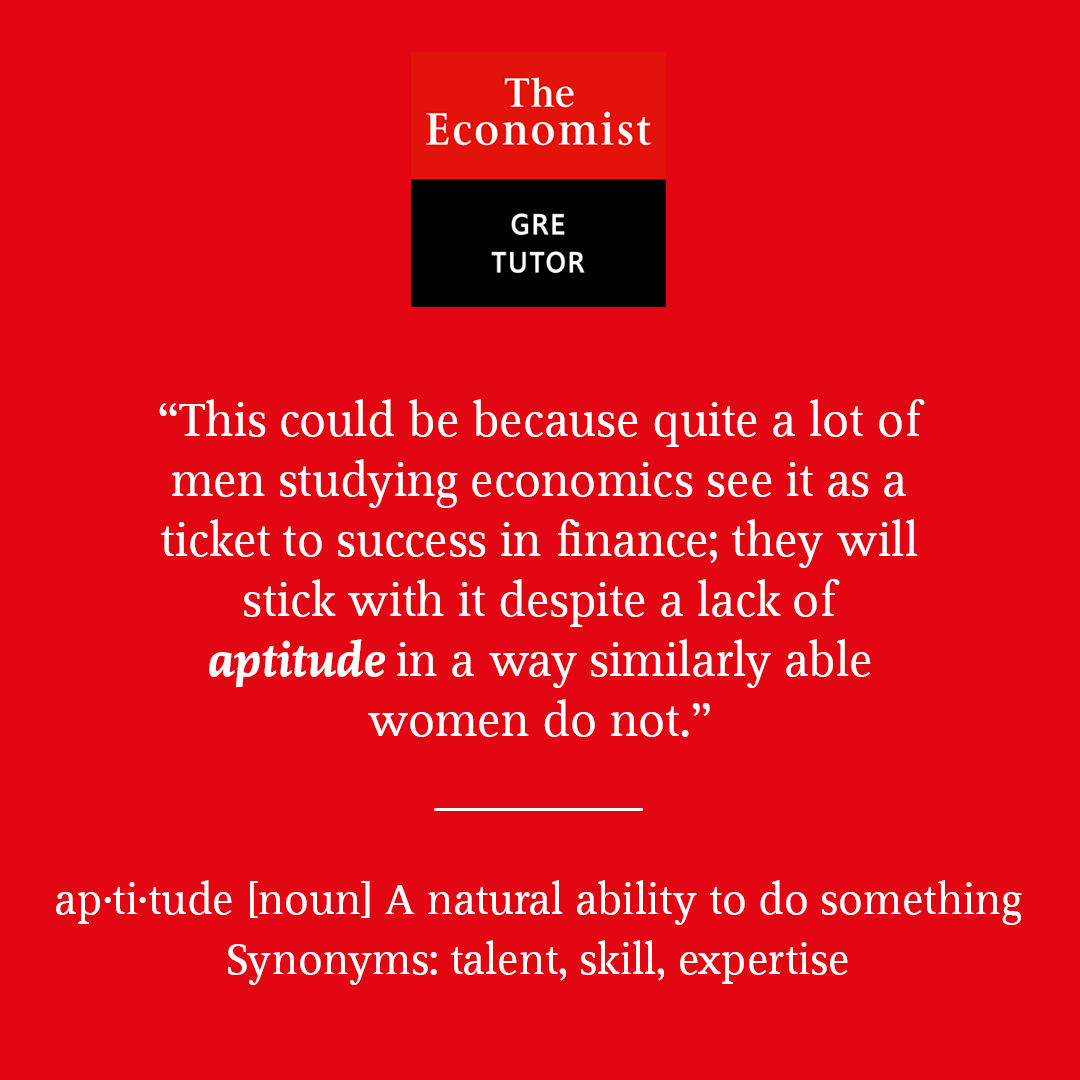 The
Economist
GRE
TUTOR
“This could be because quite a lot of
men studying economics see it as a
ticket to success in finance; they will
stick with it despite a lack of
aptitude in a way similarly able
women do not.”
ap·ti·tude [noun] A natural ability to do something
Synonyms: talent, skill, expertise